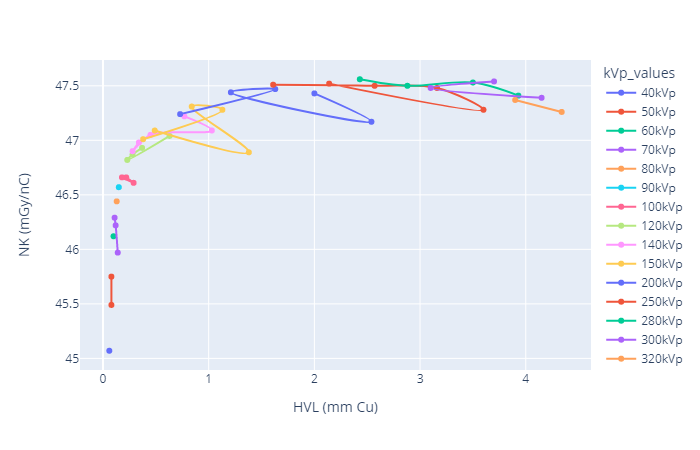 kVp_values
40kVp
50kVp
60kVp
70kVp
80kVp
90kVp
100kVp
120kVp
140kVp
150kVp
200kVp
250kVp
280kVp
300kVp
320kVp
47.5
47
46.5
46
45.5
45
NK (mGy/nC)
0 1 2 3 4
HVL (mm Cu)